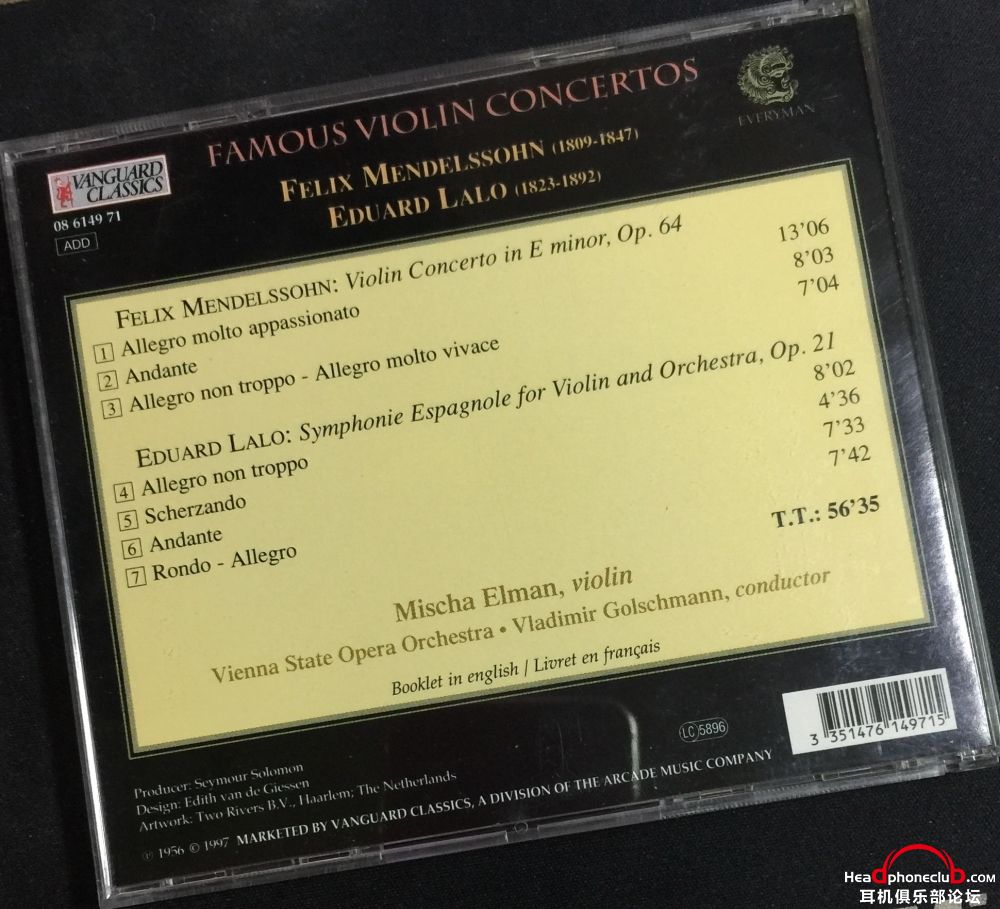 FAMOUS VIOLIN CONCERTOS
EVERYMAN
FELIX MENDELSSOHN (1809-1847)
EDUARD LALO (1823-1892)
VANGUARD
CLASSICS
08 6149 71
ADD
FELIX MENDELSSOHN: Violin Concerto in E minor, Op. 64
1 Allegro molto appassionato 13'06
2 Andante 8'03
3 Allegro non troppo - Allegro molto vivace 7'04
EDUARD LALO: Symphonie Espagnole for Violin and Orchestra, Op. 21
4 Allegro non troppo 8'02
5 Scherzando 4'36
6 Andante 7'33
7 Rondo - Allegro 7'42
T.T.: 56'35
Mischa Elman, violin
Vienna State Opera Orchestra • Vladimir Golschmann, conductor
Booklet in english / Livret en français
LC 5896
3 351476 149715
Producer: Seymour Solomon
Design: Edith van de Giessen
Artwork: Two Rivers B.V., Haarlem; The Netherlands
℗ 1956 © 1997 MARKETED BY VANGUARD CLASSICS, A DIVISION OF THE ARCADE MUSIC COMPANY
Headphoneclub.com
耳机俱乐部论坛